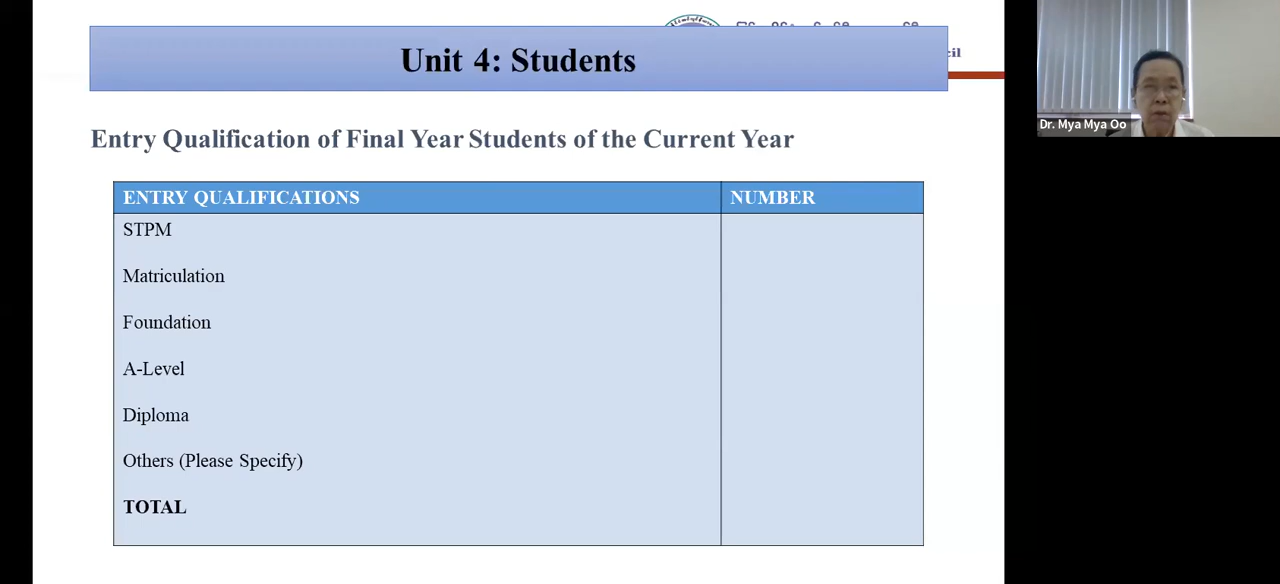 Unit 4: Students
cil
Dr. Mya Mya Oo
Entry Qualification of Final Year Students of the Current Year
ENTRY QUALIFICATIONS NUMBER
STPM
Matriculation
Foundation
A-Level
Diploma
Others (Please Specify)
TOTAL